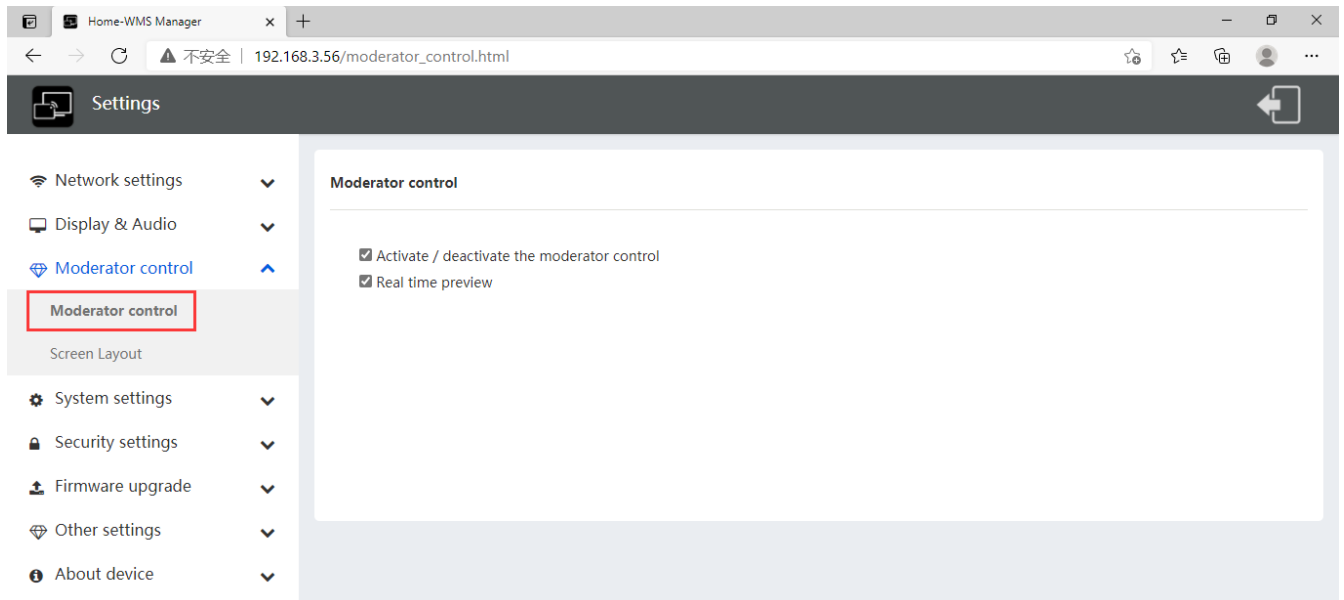 Home-WMS Manager
不安全 192.168.3.56/moderator_control.html
Settings
Network settings
Display & Audio
Moderator control
Moderator control
Screen Layout
System settings
Security settings
Firmware upgrade
Other settings
About device
Moderator control
Activate / deactivate the moderator control
Real time preview